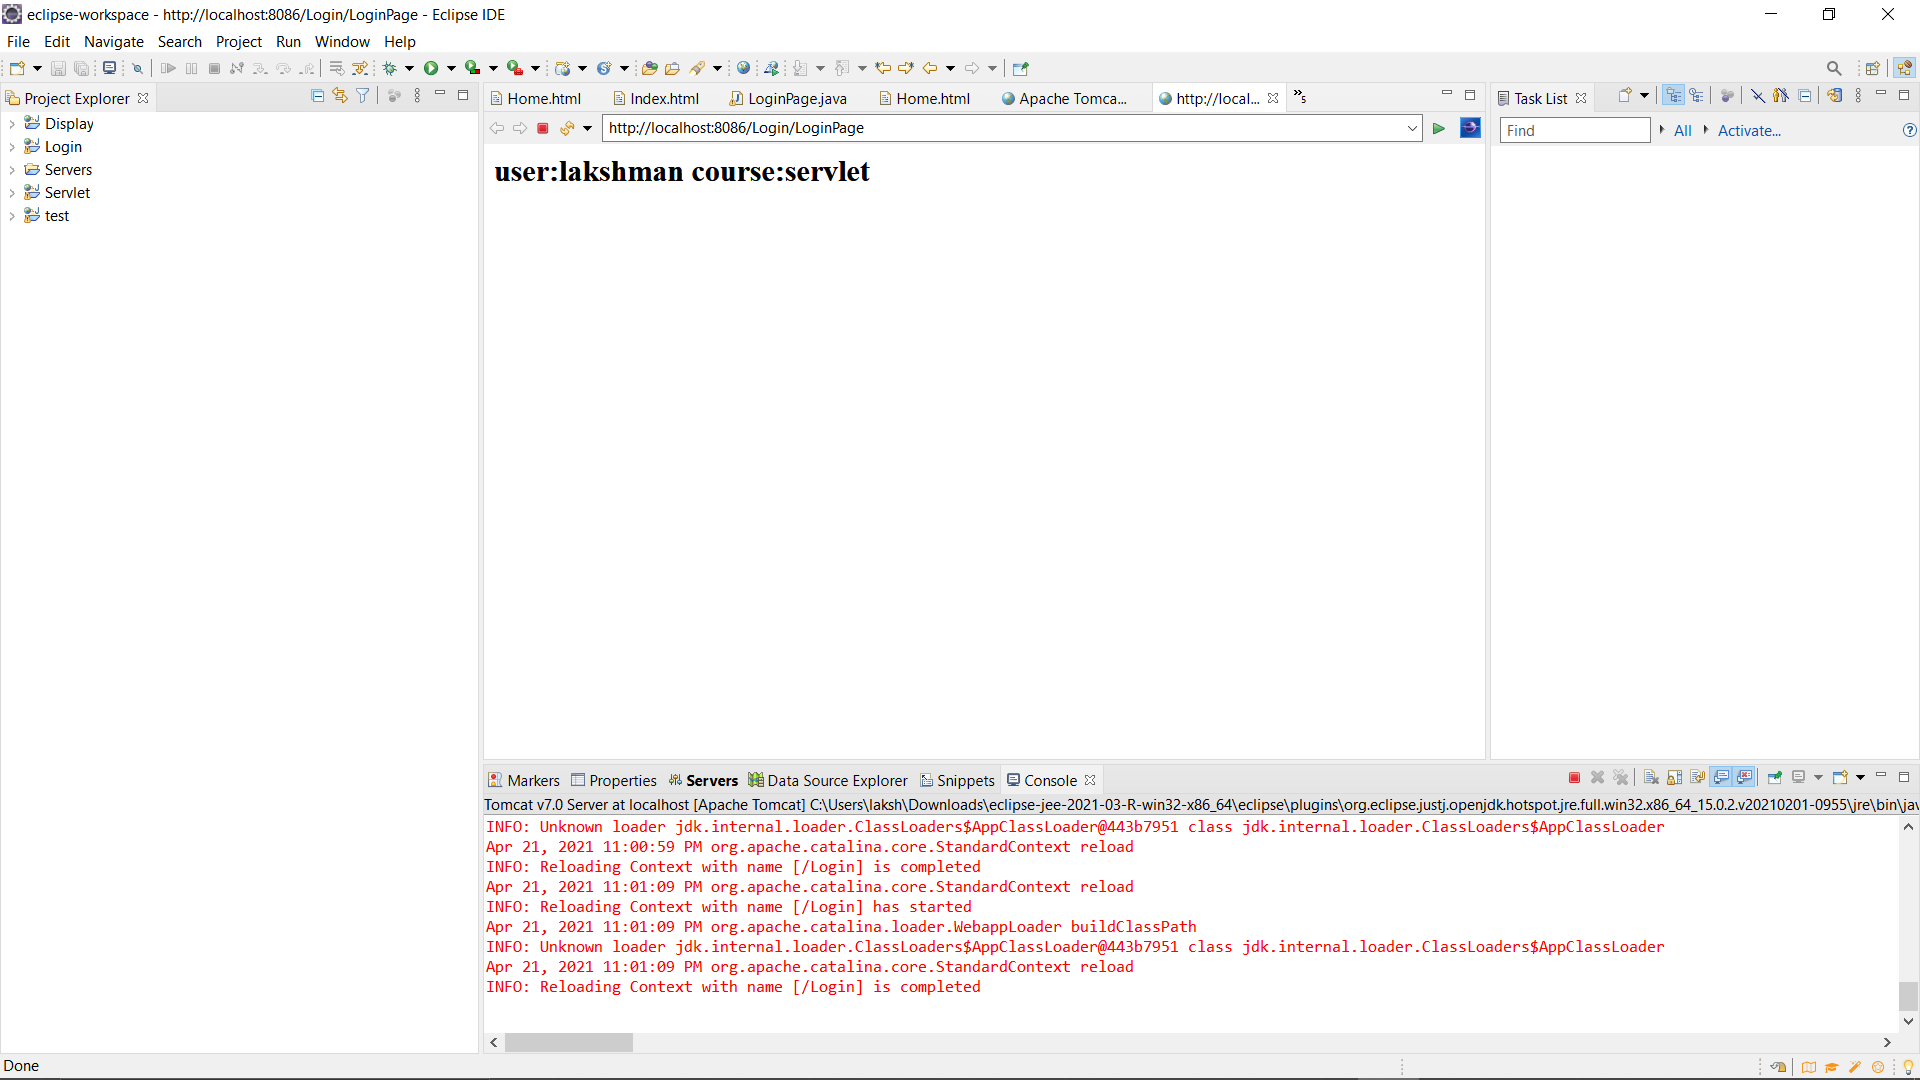 eclipse-workspace - http://localhost:8086/Login/LoginPage - Eclipse IDE
File Edit Navigate Search Project Run Window Help
Project Explorer
Display
Login
Servers
Servlet
test
Home.html Index.html LoginPage.java Home.html Apache Tomca... http://local... »5
http://localhost:8086/Login/LoginPage
user:lakshman course:servlet
Task List
Find All Activate...
Markers Properties Servers Data Source Explorer Snippets Console
Tomcat v7.0 Server at localhost [Apache Tomcat] C:\Users\laksh\Downloads\eclipse-jee-2021-03-R-win32-x86_64\eclipse\plugins\org.eclipse.justj.openjdk.hotspot.jre.full.win32.x86_64_15.0.2.v20210201-0955\jre\bin\jav
INFO: Unknown loader jdk.internal.loader.ClassLoaders$AppClassLoader@443b7951 class jdk.internal.loader.ClassLoaders$AppClassLoader
Apr 21, 2021 11:00:59 PM org.apache.catalina.core.StandardContext reload
INFO: Reloading Context with name [/Login] is completed
Apr 21, 2021 11:01:09 PM org.apache.catalina.core.StandardContext reload
INFO: Reloading Context with name [/Login] has started
Apr 21, 2021 11:01:09 PM org.apache.catalina.loader.WebappLoader buildClassPath
INFO: Unknown loader jdk.internal.loader.ClassLoaders$AppClassLoader@443b7951 class jdk.internal.loader.ClassLoaders$AppClassLoader
Apr 21, 2021 11:01:09 PM org.apache.catalina.core.StandardContext reload
INFO: Reloading Context with name [/Login] is completed
Done